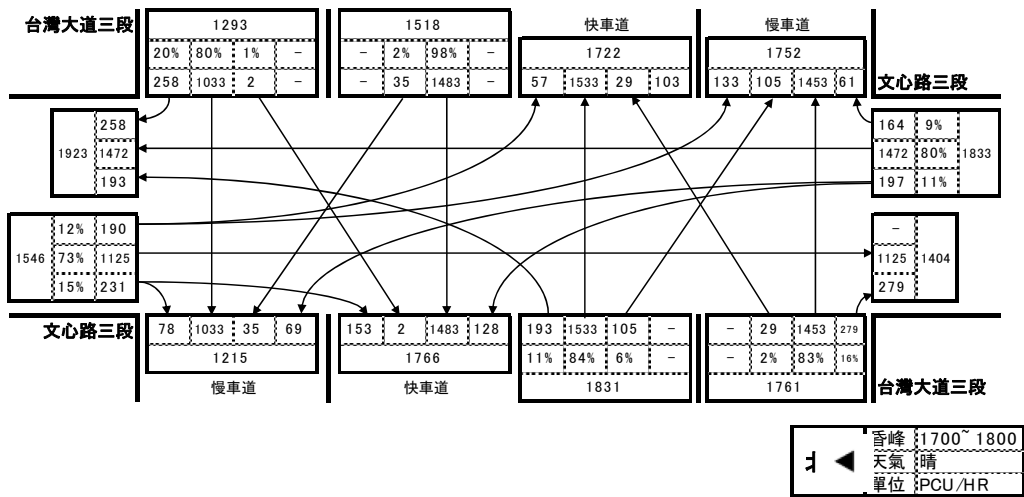 台灣大道三段
1293
20% 80% 1% -
258 1033 2 -
1518
- 2% 98% -
- 35 1483 -
快車道
1722
57 1533 29 103
慢車道
1752
133 105 1453 61
文心路三段
1923
258
1472
193
164 9%
1472 80%
197 11%
1833
1546
12% 190
73% 1125
15% 231
-
1125
279
1404
文心路三段
78 1033 35 69
1215
慢車道
153 2 1483 128
1766
快車道
193 1533 105 -
11% 84% 6% -
1831
- 29 1453 279
- 2% 83% 16%
1761
台灣大道三段
北
昏峰 1700~1800
天氣 晴
單位 PCU/HR